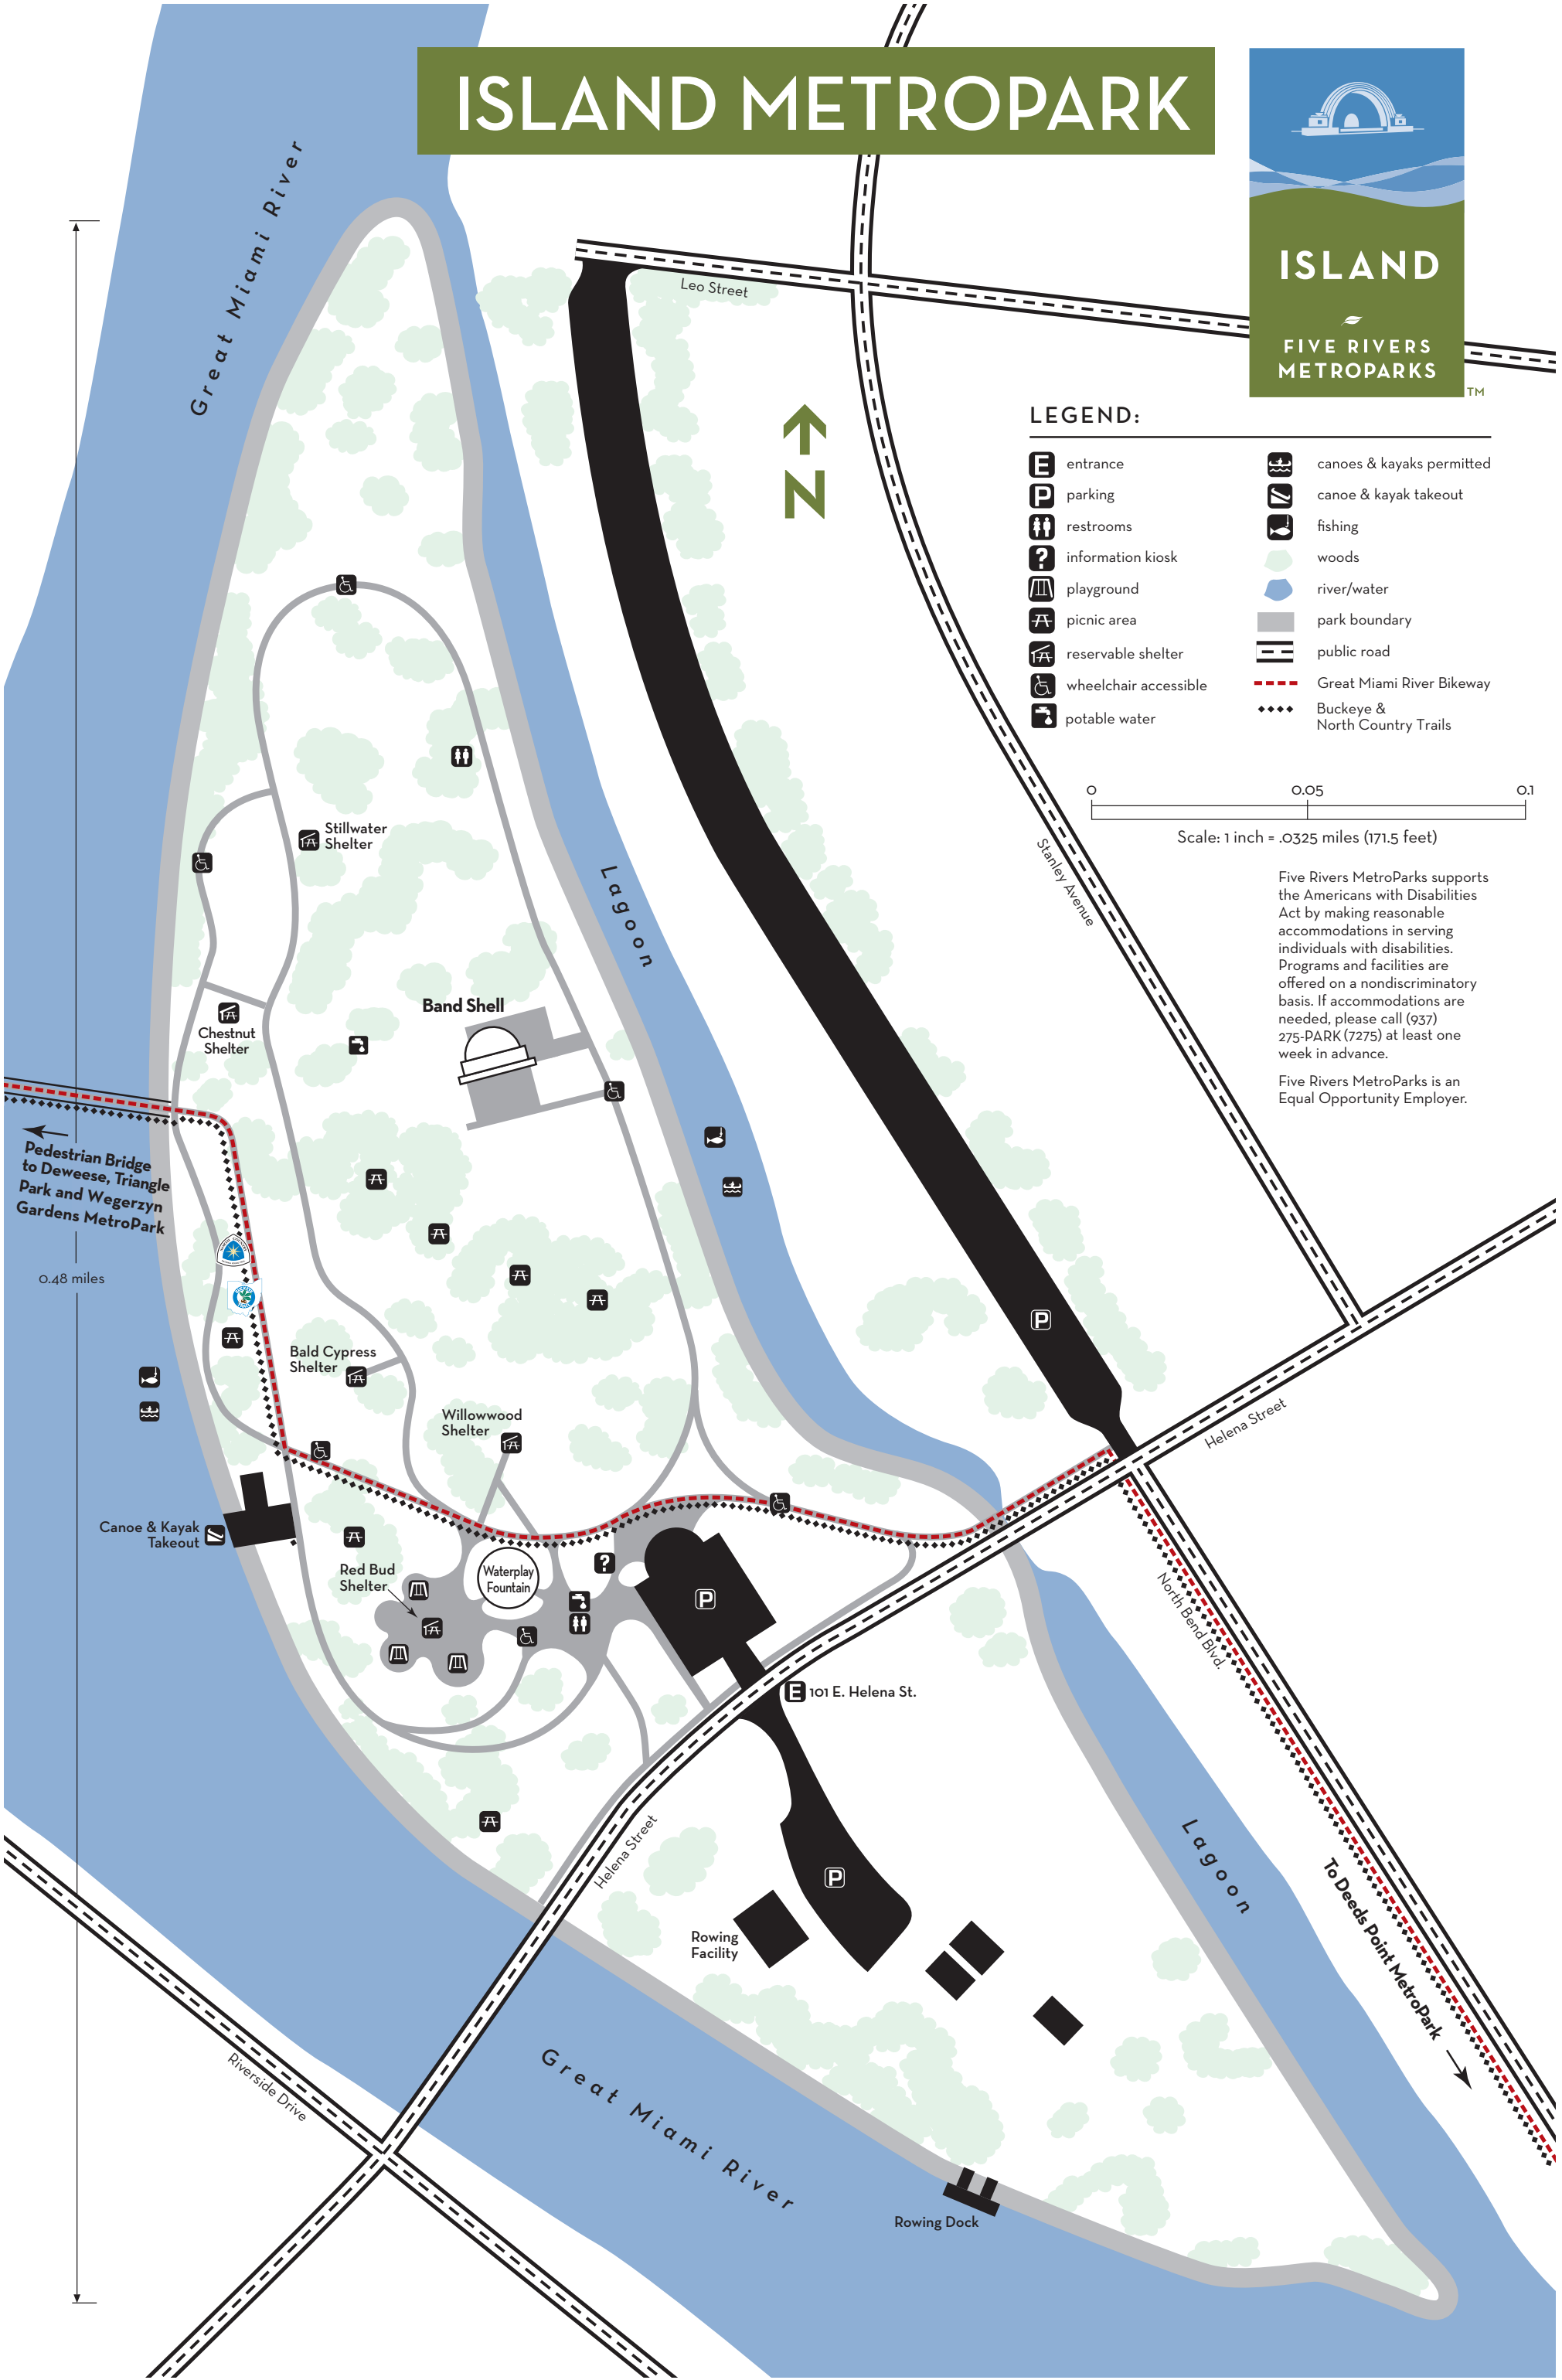 ISLAND METROPARK
ISLAND
FIVE RIVERS
METROPARKS
TM
Great Miami River
Leo Street
N
LEGEND:
E entrance
P parking
restrooms
? information kiosk
playground
picnic area
reservable shelter
wheelchair accessible
potable water
canoes & kayaks permitted
canoe & kayak takeout
fishing
woods
river/water
park boundary
public road
Great Miami River Bikeway
Buckeye &
North Country Trails
0 0.05 0.1
Scale: 1 inch = .0325 miles (171.5 feet)
Five Rivers MetroParks supports
the Americans with Disabilities
Act by making reasonable
accommodations in serving
individuals with disabilities.
Programs and facilities are
offered on a nondiscriminatory
basis. If accommodations are
needed, please call (937)
275-PARK (7275) at least one
week in advance.
Five Rivers MetroParks is an
Equal Opportunity Employer.
Stanley Avenue
Stillwater
Shelter
Lagoon
Band Shell
Chestnut
Shelter
Pedestrian Bridge
to Deweese, Triangle
Park and Wegerzyn
Gardens MetroPark
0.48 miles
P
Bald Cypress
Shelter
Willowwood
Shelter
Helena Street
Canoe & Kayak
Takeout
Red Bud
Shelter
Waterplay
Fountain
?
P
North Bend Blvd.
E 101 E. Helena St.
Helena Street
P
Lagoon
Rowing
Facility
To Deeds Point MetroPark
Riverside Drive
Great Miami River
Rowing Dock